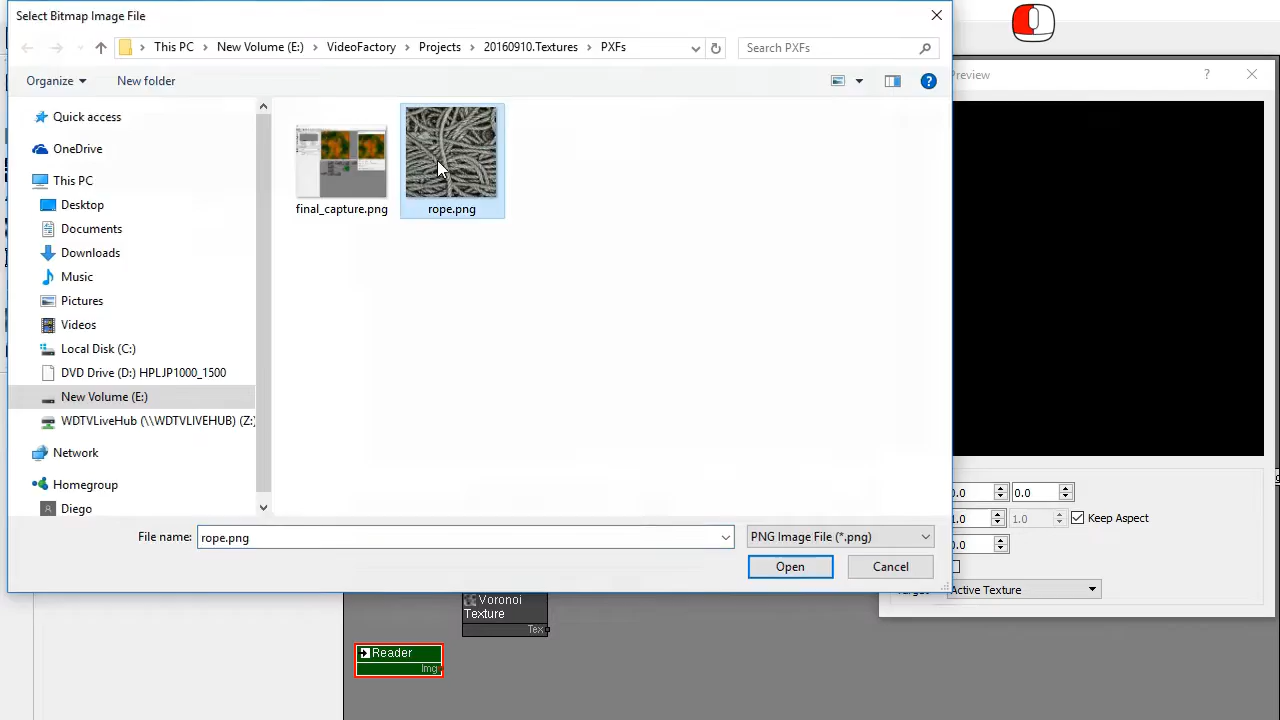 Select Bitmap Image File
This PC
New Volume (E:)
VideoFactory
Projects
20160910.Textures
PXFs
Search PXFs
Organize
New folder
Quick access
OneDrive
This PC
Desktop
Documents
Downloads
Music
Pictures
Videos
Local Disk (C:)
DVD Drive (D:) HPLJP1000_1500
New Volume (E:)
WDTVLiveHub (\\WDTVLIVEHUB) (Z:)
Network
Homegroup
Diego
final_capture.png
rope.png
File name:
rope.png
PNG Image File (*.png)
Open
Cancel
Preview
?
0.0
0.0
1.0
1.0
Keep Aspect
0.0
Active Texture
Voronoi
Texture
Tex
Reader
Img